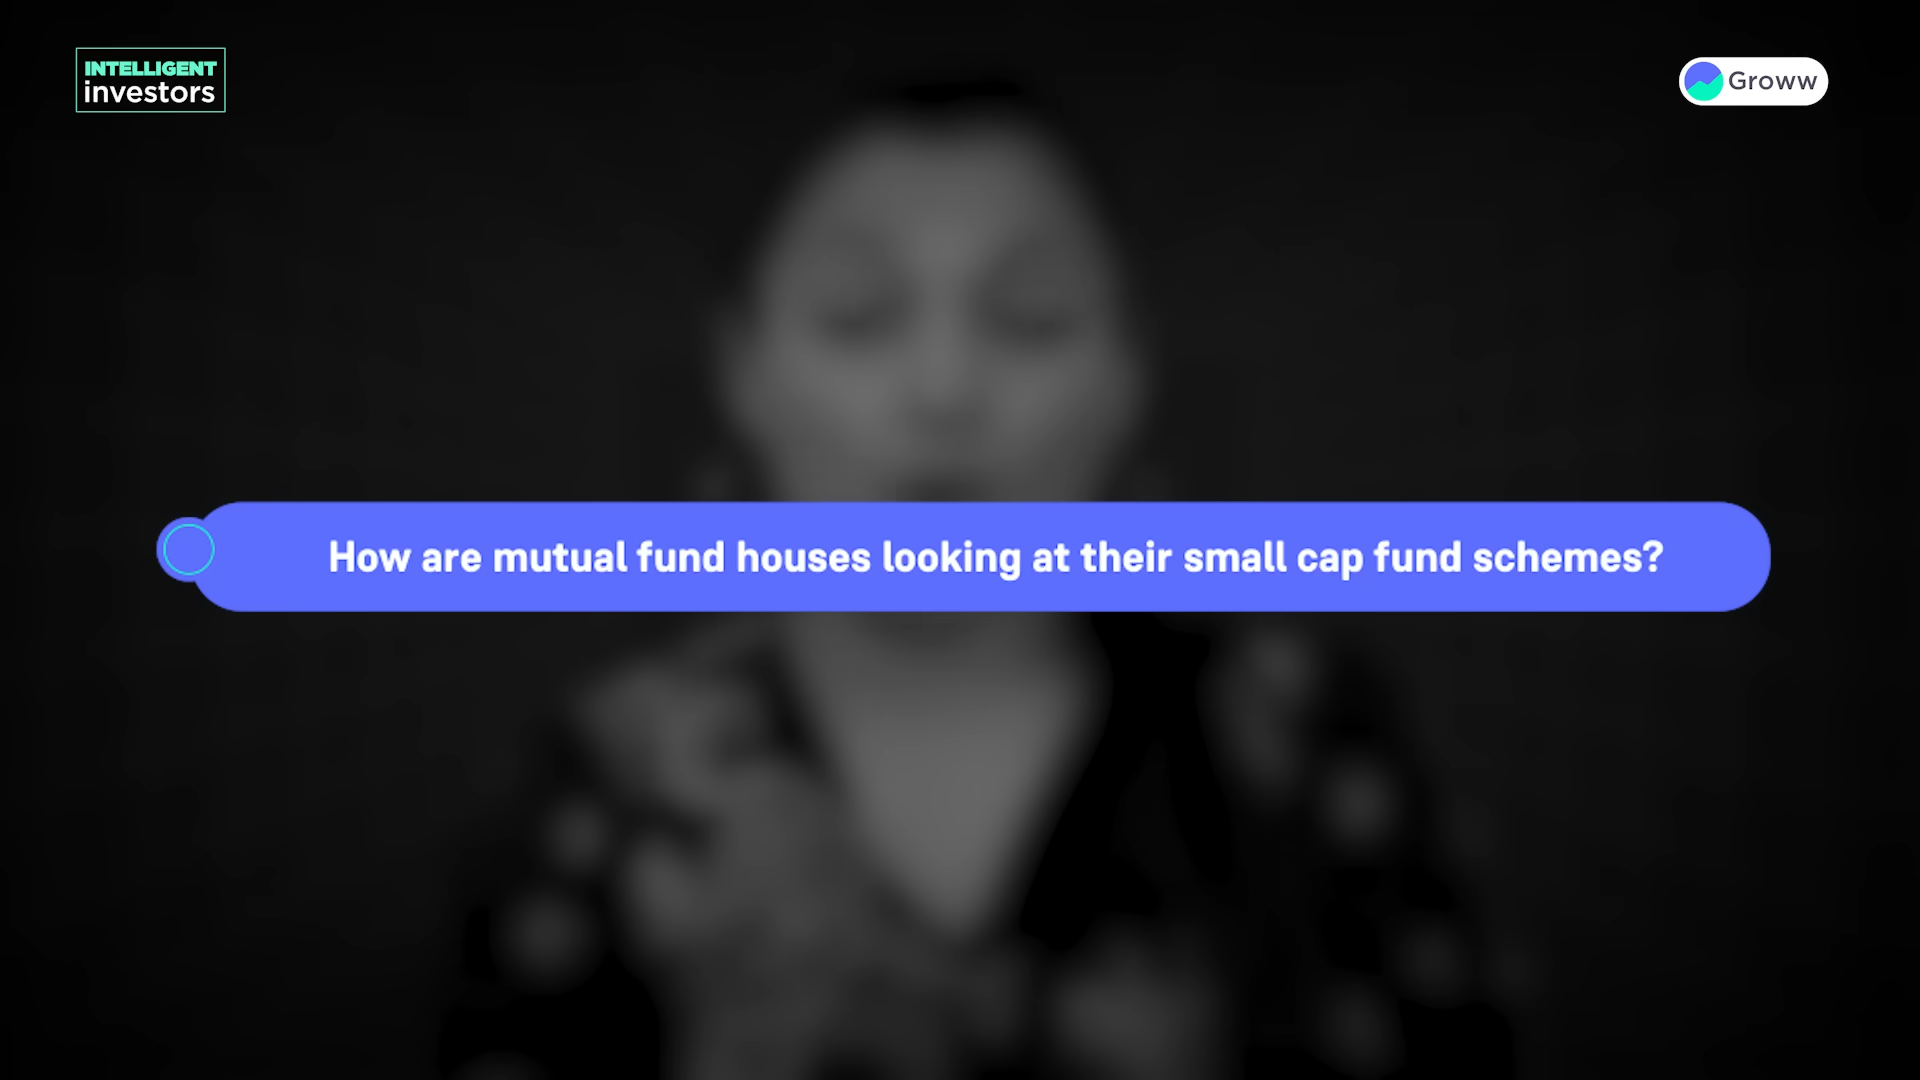 INTELLIGENT
investors
Groww
How are mutual fund houses looking at their small cap fund schemes?